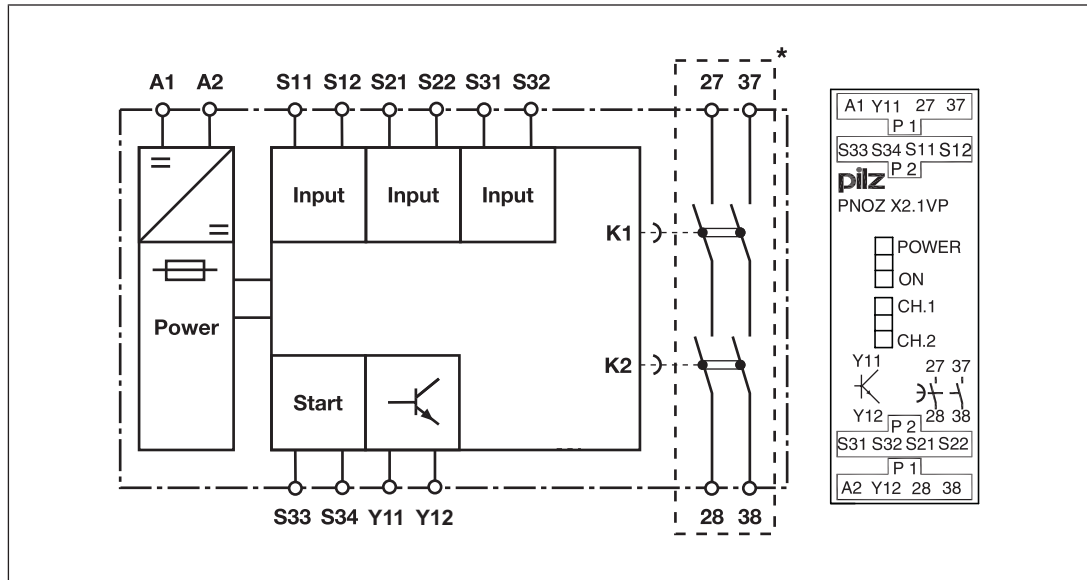 *
A1 A2 S11 S12 S21 S22 S31 S32 27 37
Input Input Input
K1
Power
K2
Start
S33 S34 Y11 Y12 28 38
A1 Y11 27 37
P 1
S33 S34 S11 S12
P 2
pilz
PNOZ X2.1VP
POWER
ON
CH.1
CH.2
Y11 27 37
Y12 28 38
P 2
S31 S32 S21 S22
P 1
A2 Y12 28 38